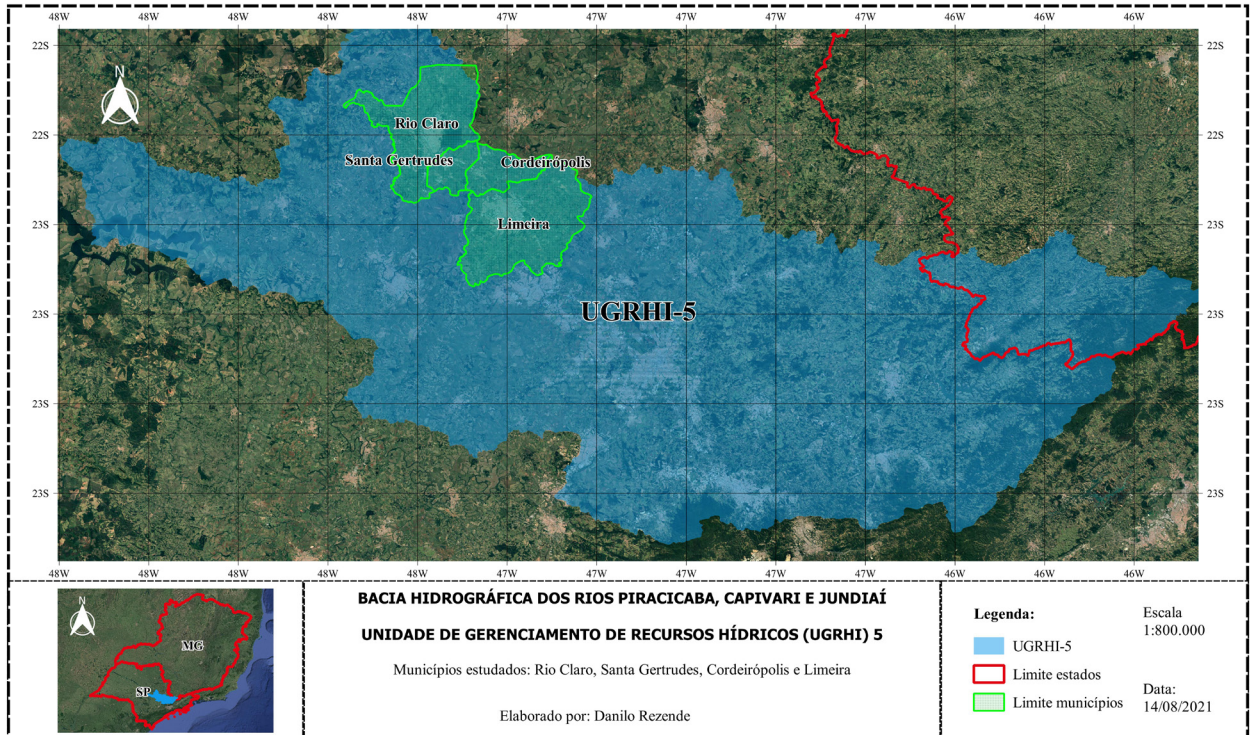 48W 48W 48W 48W 47W 47W 47W 47W 47W 46W 46W 46W 46W
22S 22S
N
Rio Claro
22S 22S
Santa Gertrudes Cordeirópolis
23S 23S
Limeira
UGRHI-5
23S 23S
23S 23S
23S 23S
48W 48W 48W 48W 47W 47W 47W 47W 47W 46W 46W 46W 46W
N
MG
SP
BACIA HIDROGRÁFICA DOS RIOS PIRACICABA, CAPIVARI E JUNDIAÍ
UNIDADE DE GERENCIAMENTO DE RECURSOS HÍDRICOS (UGRHI) 5
Municípios estudados: Rio Claro, Santa Gertrudes, Cordeirópolis e Limeira
Elaborado por: Danilo Rezende
Legenda:
UGRHI-5
Limite estados
Limite municípios
Escala
1:800.000
Data:
14/08/2021